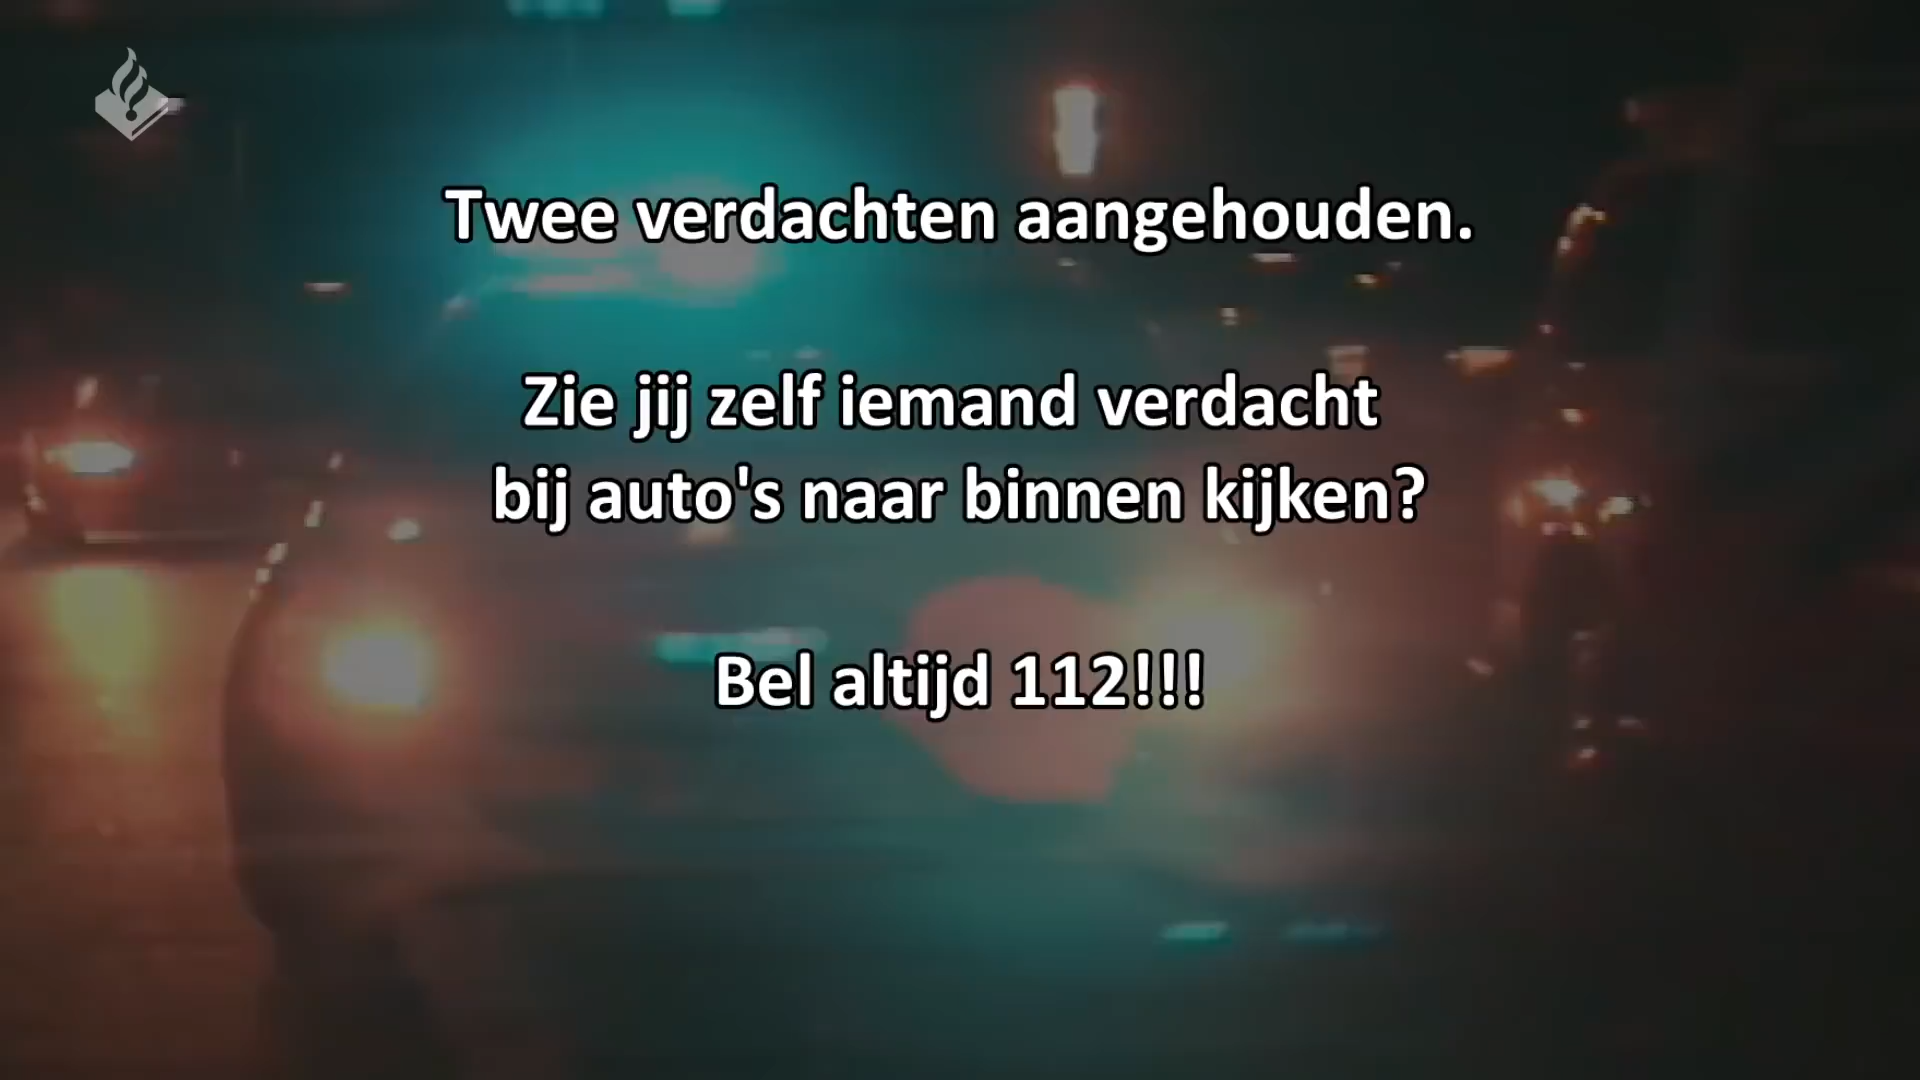 Twee verdachten aangehouden.
Zie jij zelf iemand verdacht
bij auto's naar binnen kijken?
Bel altijd 112!!!